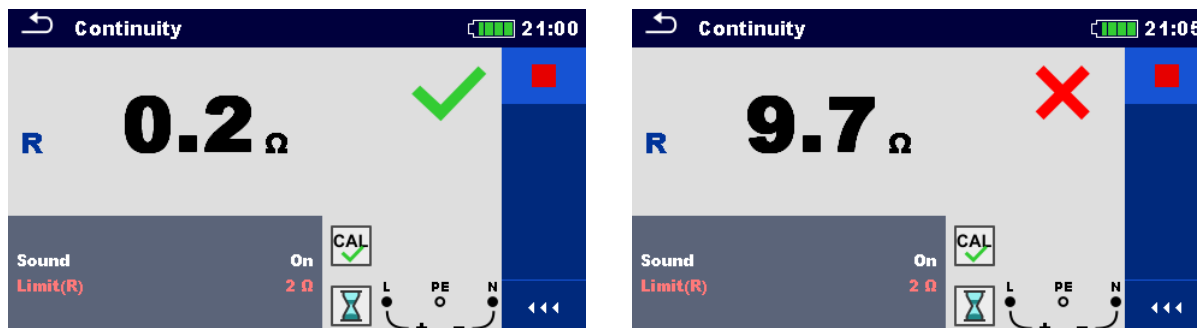 Continuity 21:00
R 0.2 Ω
CAL
Sound On
Limit(R) 2 Ω
L PE N
+ -
Continuity 21:05
R 9.7 Ω
CAL
Sound On
Limit(R) 2 Ω
L PE N
+ -